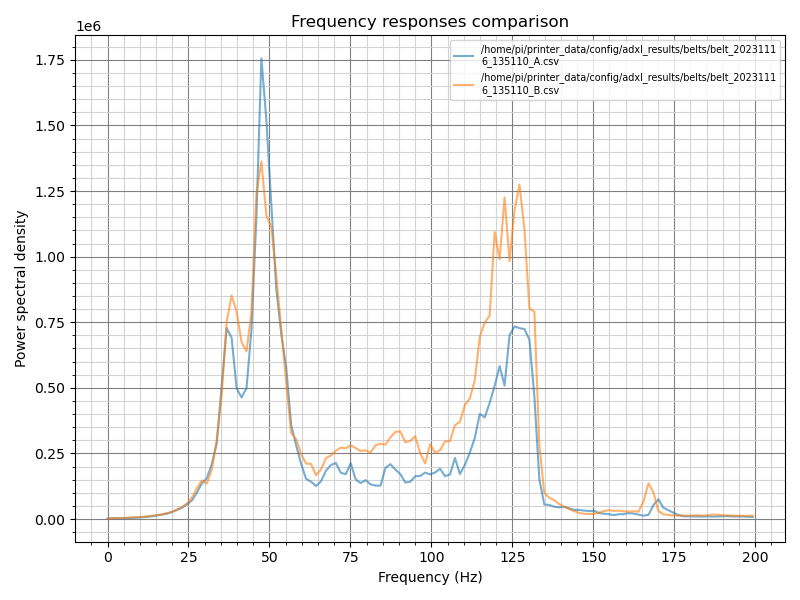 Frequency responses comparison
1e6
/home/pi/printer_data/config/adxl_results/belts/belt_2023111
6_135110_A.csv
/home/pi/printer_data/config/adxl_results/belts/belt_2023111
6_135110_B.csv
1.75
1.50
1.25
1.00
0.75
0.50
0.25
0.00
Power spectral density
0 25 50 75 100 125 150 175 200
Frequency (Hz)